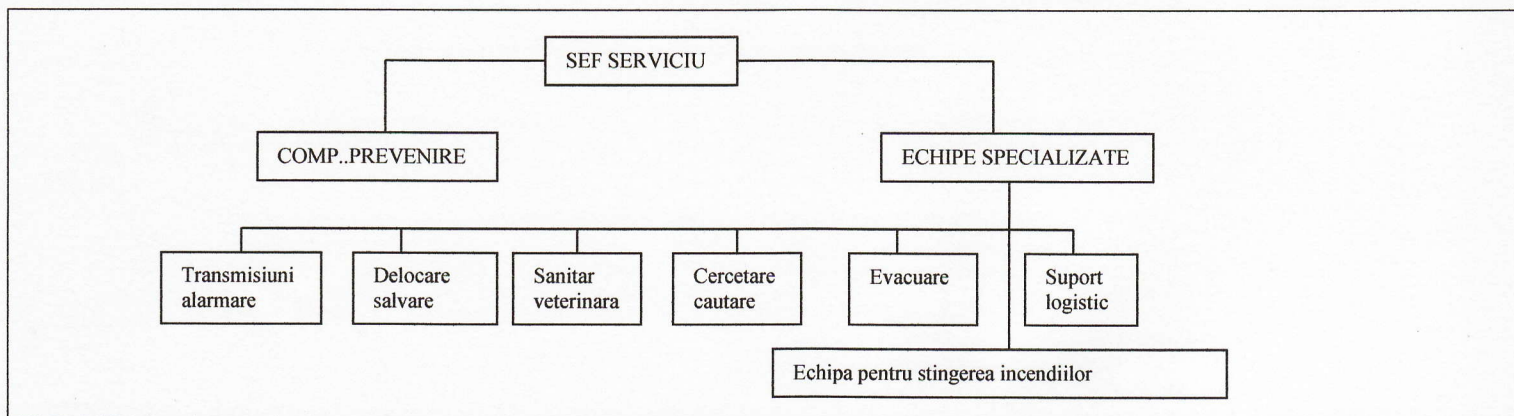 SEF SERVICIU
COMP..PREVENIRE
ECHIPE SPECIALIZATE
Transmisiuni
alarmare
Delocare
salvare
Sanitar
veterinara
Cercetare
cautare
Evacuare
Suport
logistic
Echipa pentru stingerea incendiilor